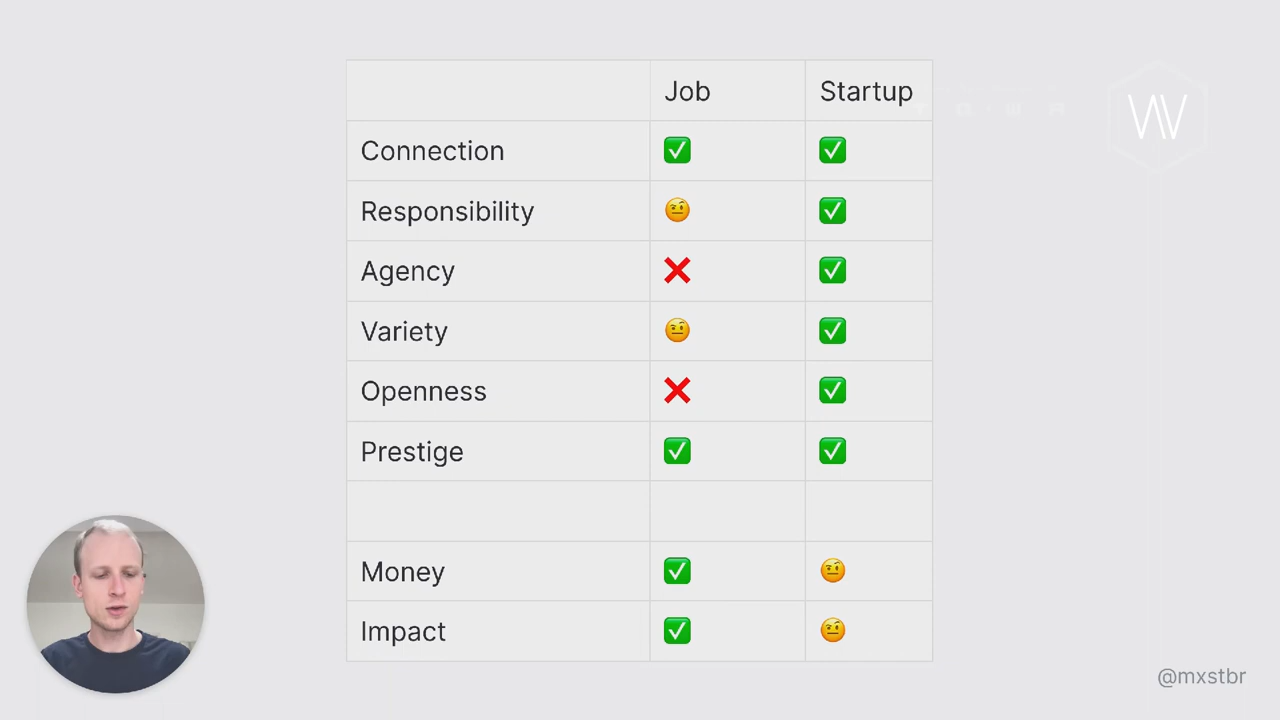 Job Startup
Connection ✅ ✅
Responsibility 🤨 ✅
Agency ❌ ✅
Variety 🤨 ✅
Openness ❌ ✅
Prestige ✅ ✅
Money ✅ 🤨
Impact ✅ 🤨
@mxstbr